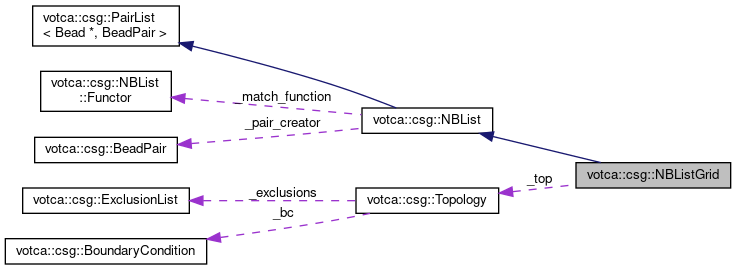 votca::csg::PairList
< Bead *, BeadPair >
votca::csg::NBList
::Functor
_match_function
votca::csg::NBList
_pair_creator
votca::csg::BeadPair
votca::csg::NBListGrid
_top
votca::csg::ExclusionList
_exclusions
votca::csg::Topology
_bc
votca::csg::BoundaryCondition